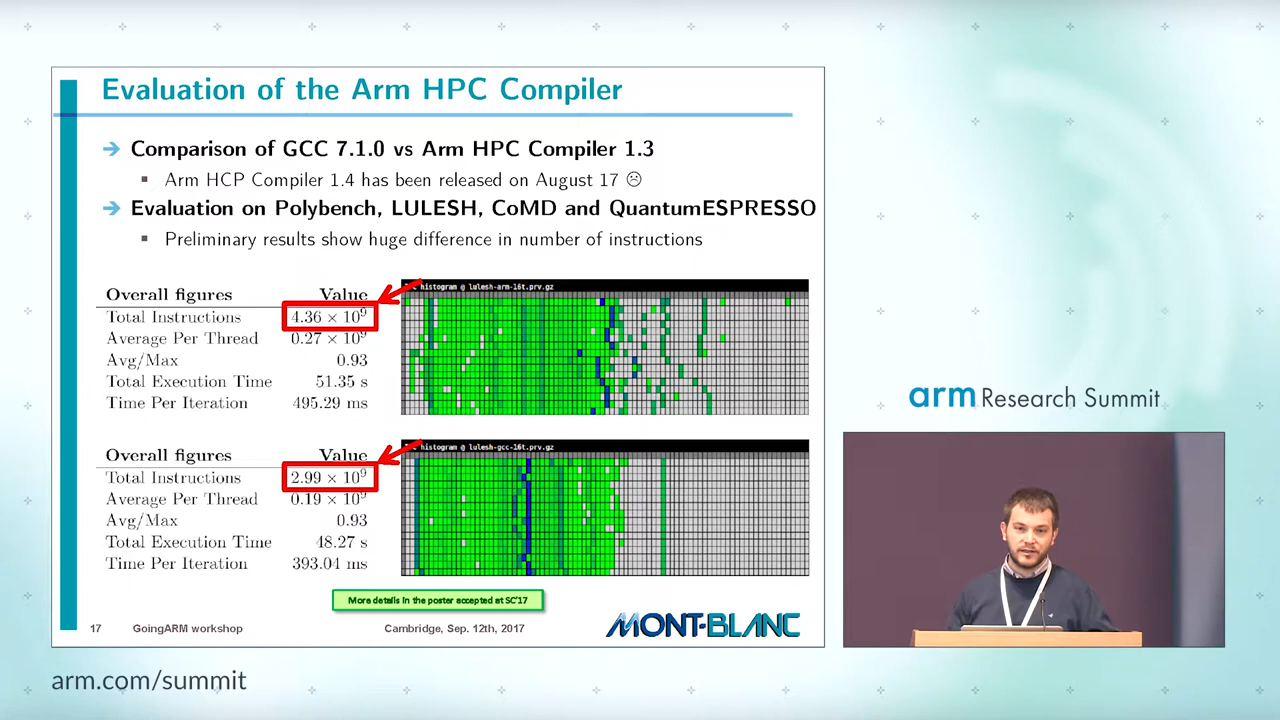 Evaluation of the Arm HPC Compiler
Comparison of GCC 7.1.0 vs Arm HPC Compiler 1.3
Arm HCP Compiler 1.4 has been released on August 17 ☹
Evaluation on Polybench, LULESH, CoMD and QuantumESPRESSO
Preliminary results show huge difference in number of instructions
Overall figures Value
Total Instructions 4.36 × 10⁹
Average Per Thread 0.27 × 10⁹
Avg/Max 0.93
Total Execution Time 51.35 s
Time Per Iteration 495.29 ms
histogram @ lulesh-arm-16t.prv.gz
Overall figures Value
Total Instructions 2.99 × 10⁹
Average Per Thread 0.19 × 10⁹
Avg/Max 0.93
Total Execution Time 48.27 s
Time Per Iteration 393.04 ms
histogram @ lulesh-gcc-16t.prv.gz
More details in the poster accepted at SC'17
17 GoingARM workshop Cambridge, Sep. 12th, 2017 MONT-BLANC
arm Research Summit
arm.com/summit